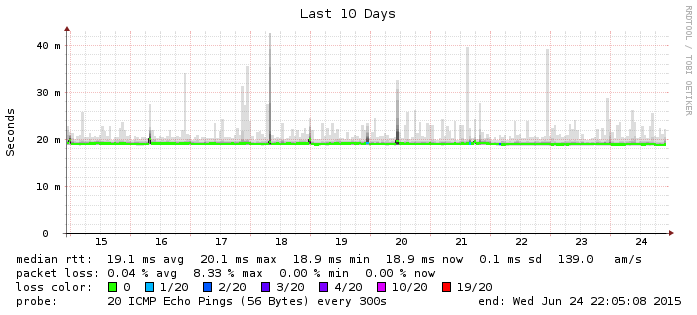 Last 10 Days
RRDTOOL / TOBI OETIKER
Seconds
40 m
30 m
20 m
10 m
0
15 16 17 18 19 20 21 22 23 24
median rtt: 19.1 ms avg 20.1 ms max 18.9 ms min 18.9 ms now 0.1 ms sd 139.0 am/s
packet loss: 0.04 % avg 8.33 % max 0.00 % min 0.00 % now
loss color: 0 1/20 2/20 3/20 4/20 10/20 19/20
probe: 20 ICMP Echo Pings (56 Bytes) every 300s end: Wed Jun 24 22:05:08 2015